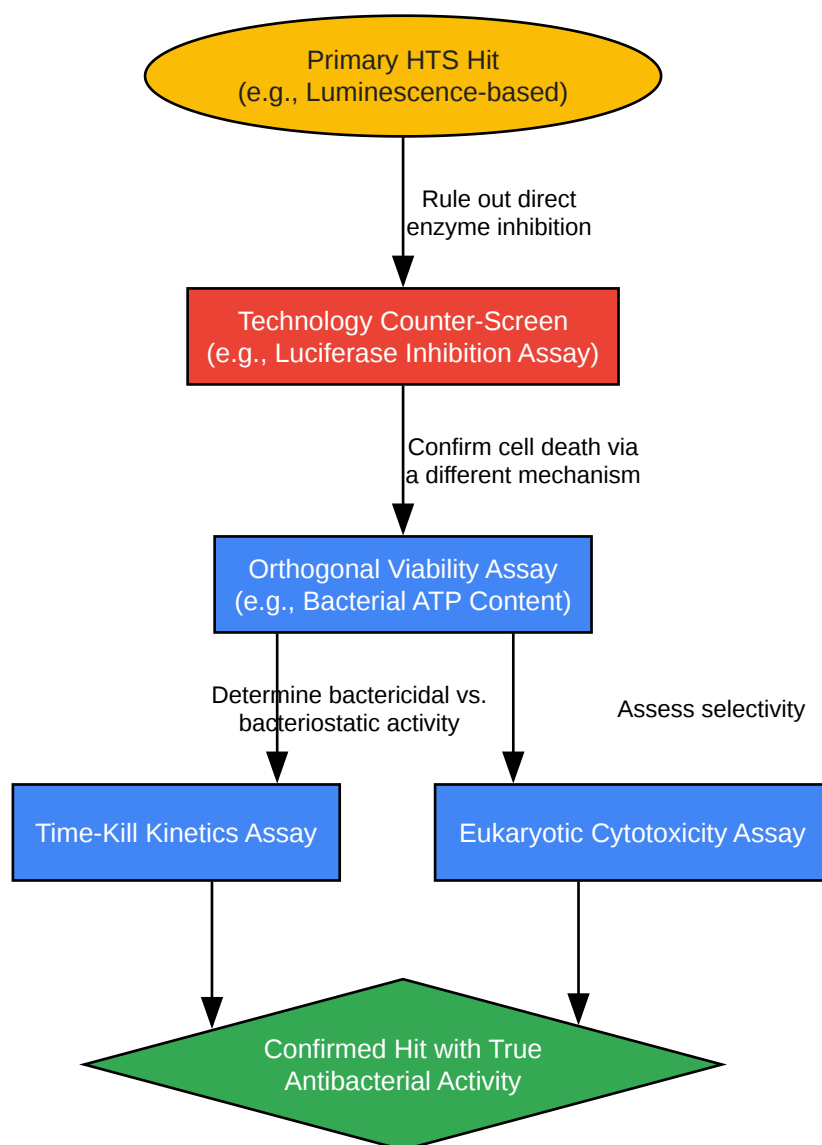 Primary HTS Hit
(e.g., Luminescence-based)
Rule out direct
enzyme inhibition
Technology Counter-Screen
(e.g., Luciferase Inhibition Assay)
Confirm cell death via
a different mechanism
Orthogonal Viability Assay
(e.g., Bacterial ATP Content)
Determine bactericidal vs.
bacteriostatic activity
Assess selectivity
Time-Kill Kinetics Assay
Eukaryotic Cytotoxicity Assay
Confirmed Hit with True
Antibacterial Activity